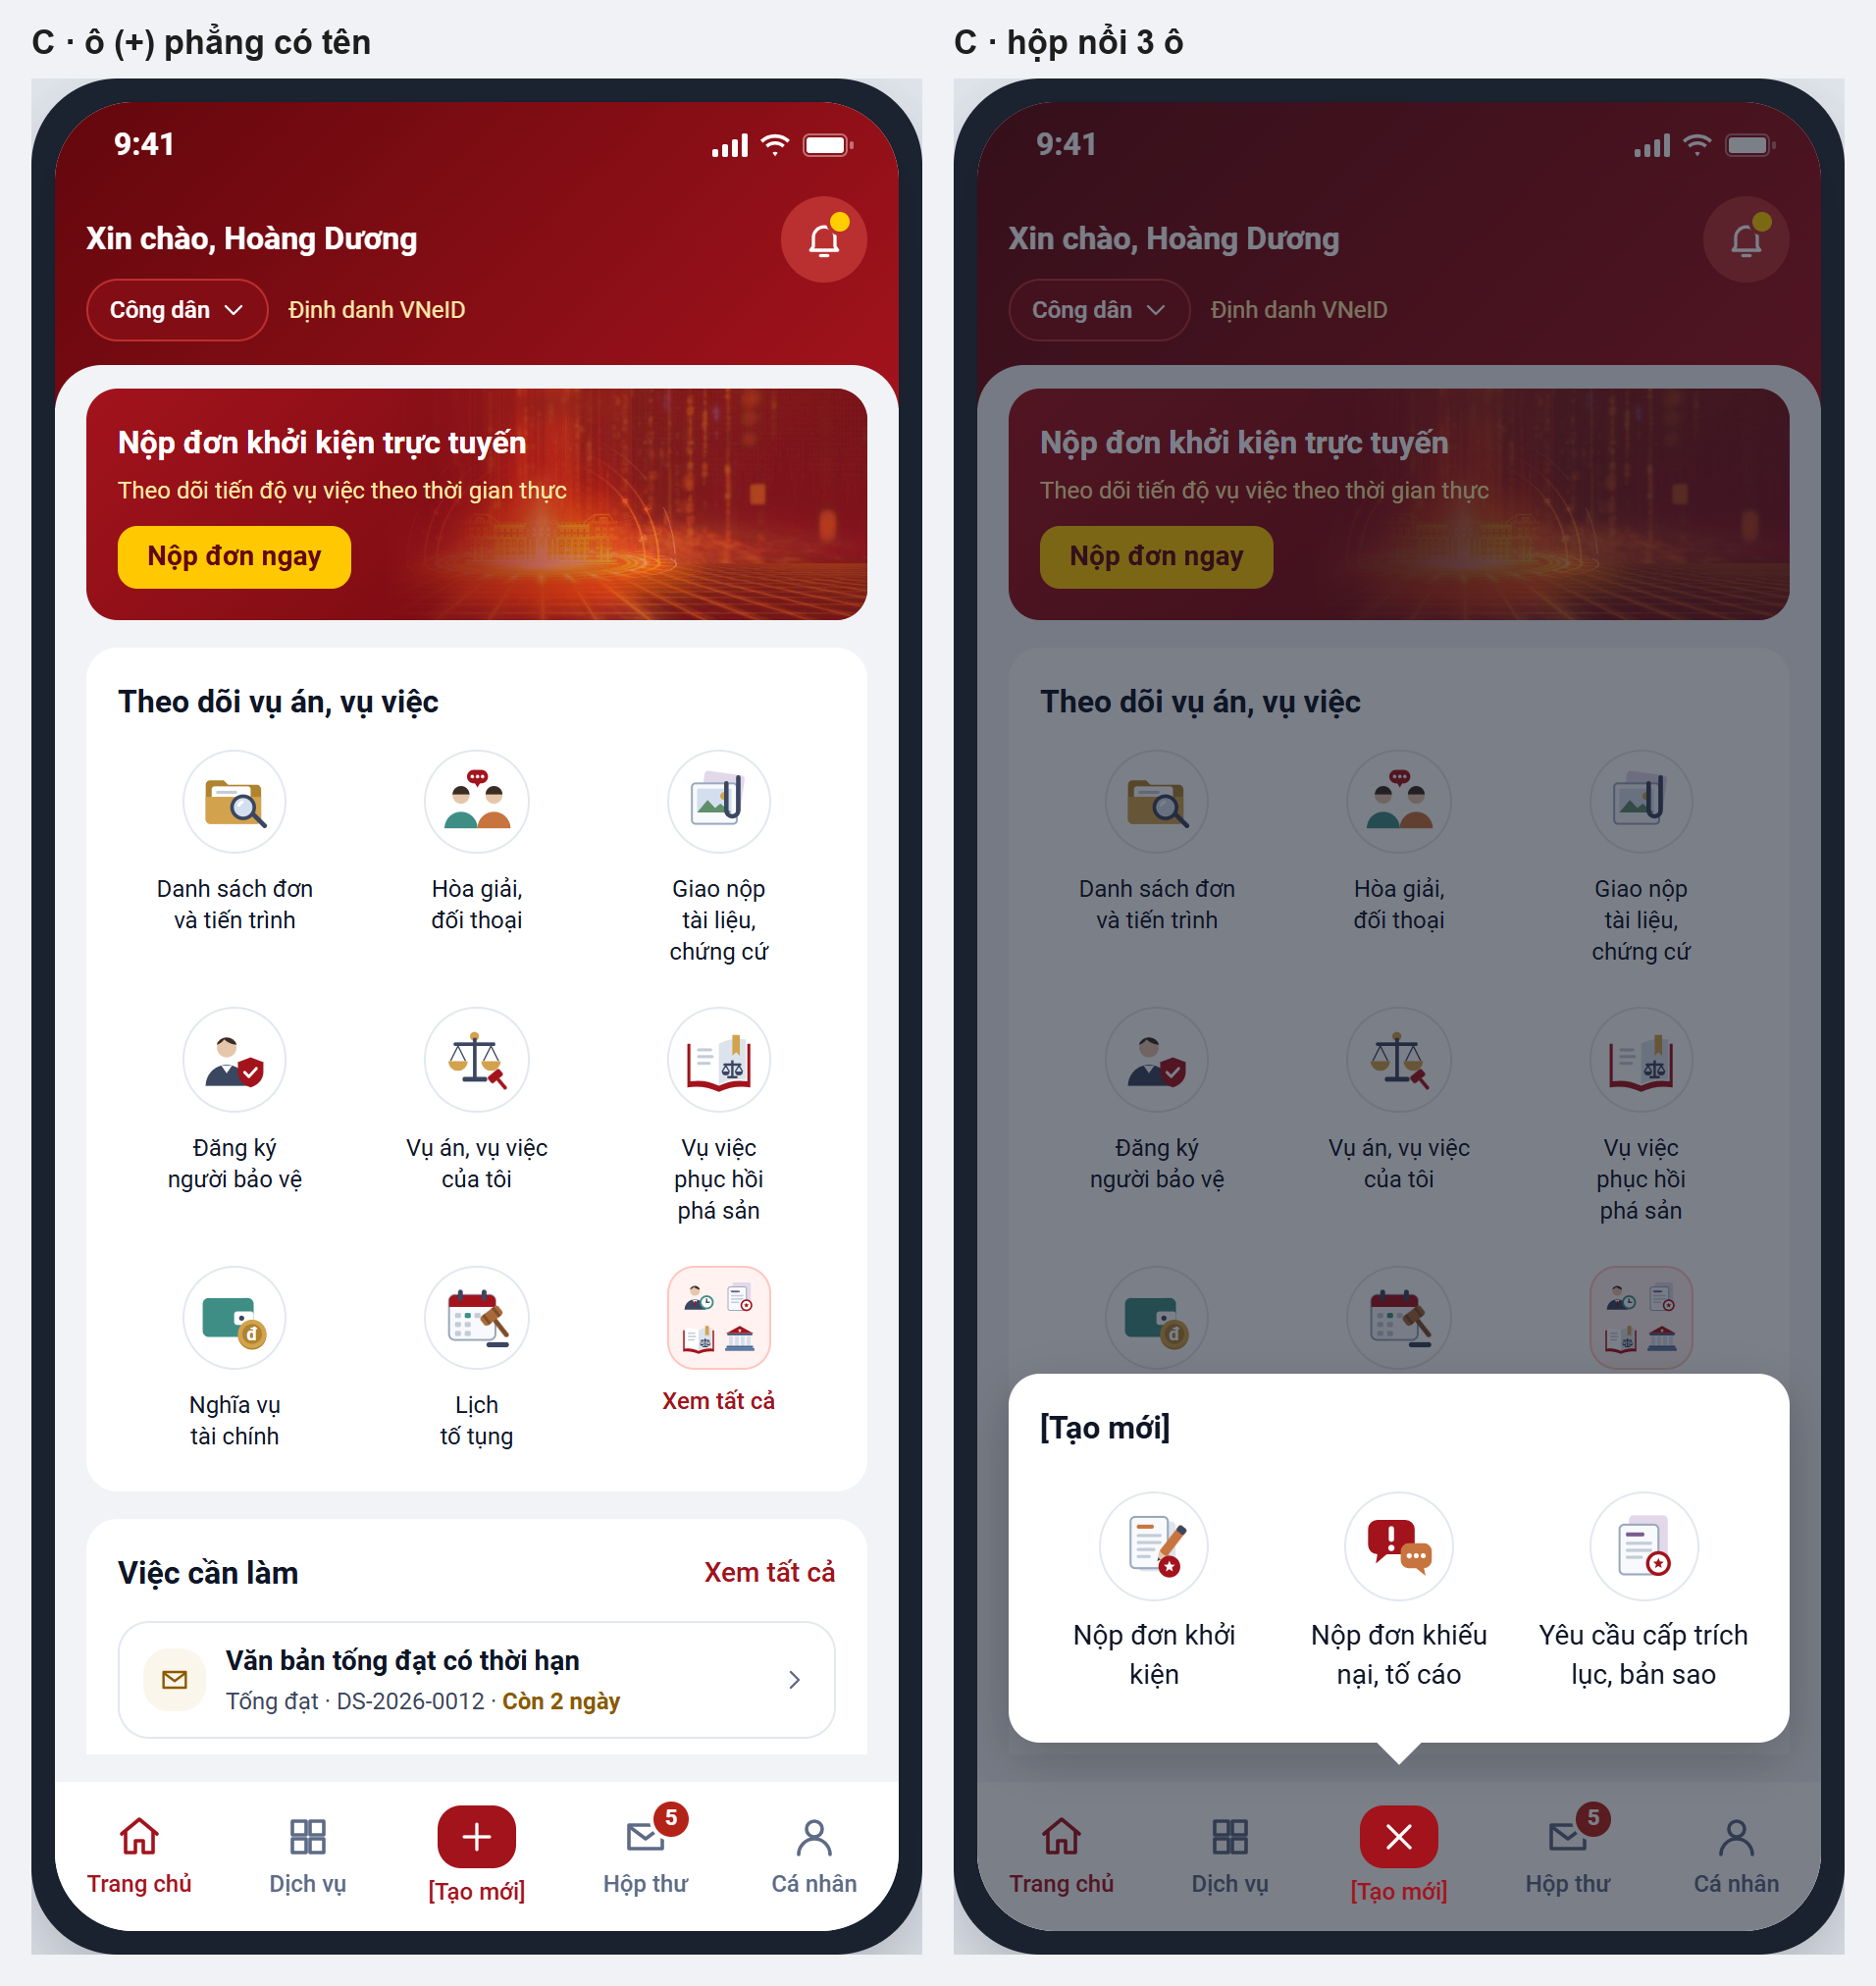 C · ô (+) phẳng có tên
9:41
Xin chào, Hoàng Dương
Công dân
Định danh VNeID
Nộp đơn khởi kiện trực tuyến
Theo dõi tiến độ vụ việc theo thời gian thực
Nộp đơn ngay
Theo dõi vụ án, vụ việc
Danh sách đơn
và tiến trình
Hòa giải,
đối thoại
Giao nộp
tài liệu,
chứng cứ
Đăng ký
người bảo vệ
Vụ án, vụ việc
của tôi
Vụ việc
phục hồi
phá sản
đ
Nghĩa vụ
tài chính
Lịch
tố tụng
Xem tất cả
Việc cần làm
Xem tất cả
Văn bản tống đạt có thời hạn
Tống đạt · DS-2026-0012 · Còn 2 ngày
Trang chủ
Dịch vụ
[Tạo mới]
5
Hộp thư
Cá nhân
C · hộp nổi 3 ô
9:41
Xin chào, Hoàng Dương
Công dân
Định danh VNeID
Nộp đơn khởi kiện trực tuyến
Theo dõi tiến độ vụ việc theo thời gian thực
Nộp đơn ngay
Theo dõi vụ án, vụ việc
Danh sách đơn
và tiến trình
Hòa giải,
đối thoại
Giao nộp
tài liệu,
chứng cứ
Đăng ký
người bảo vệ
Vụ án, vụ việc
của tôi
Vụ việc
phục hồi
phá sản
đ
[Tạo mới]
Nộp đơn khởi
kiện
Nộp đơn khiếu
nại, tố cáo
Yêu cầu cấp trích
lục, bản sao
Trang chủ
Dịch vụ
[Tạo mới]
5
Hộp thư
Cá nhân